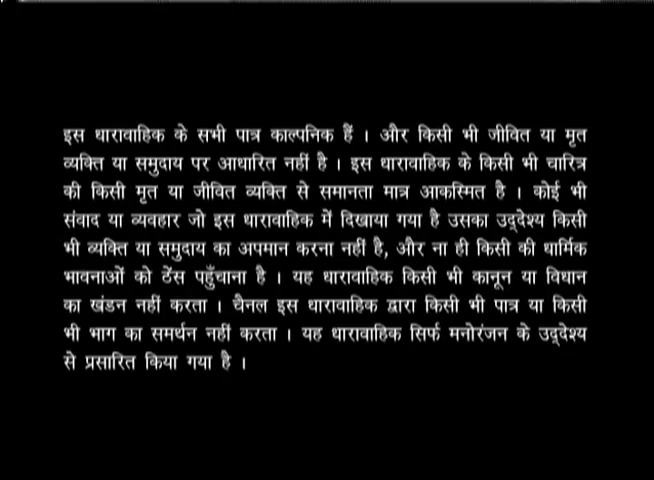 इस धारावाहिक के सभी पात्र काल्पनिक हैं । और किसी भी जीवित या मृत
व्यक्ति या समुदाय पर आधारित नहीं है । इस धारावाहिक के किसी भी चारित्र
की किसी मृत या जीवित व्यक्ति से समानता मात्र आकस्मित है । कोई भी
संवाद या व्यवहार जो इस धारावाहिक में दिखाया गया है उसका उद्देश्य किसी
भी व्यक्ति या समुदाय का अपमान करना नहीं है, और ना ही किसी की धार्मिक
भावनाओं को ठेंस पहुँचाना है । यह धारावाहिक किसी भी कानून या विधान
का खंडन नहीं करता । चैनल इस धारावाहिक द्वारा किसी भी पात्र या किसी
भी भाग का समर्थन नहीं करता । यह धारावाहिक सिर्फ मनोरंजन के उद्देश्य
से प्रसारित किया गया है ।